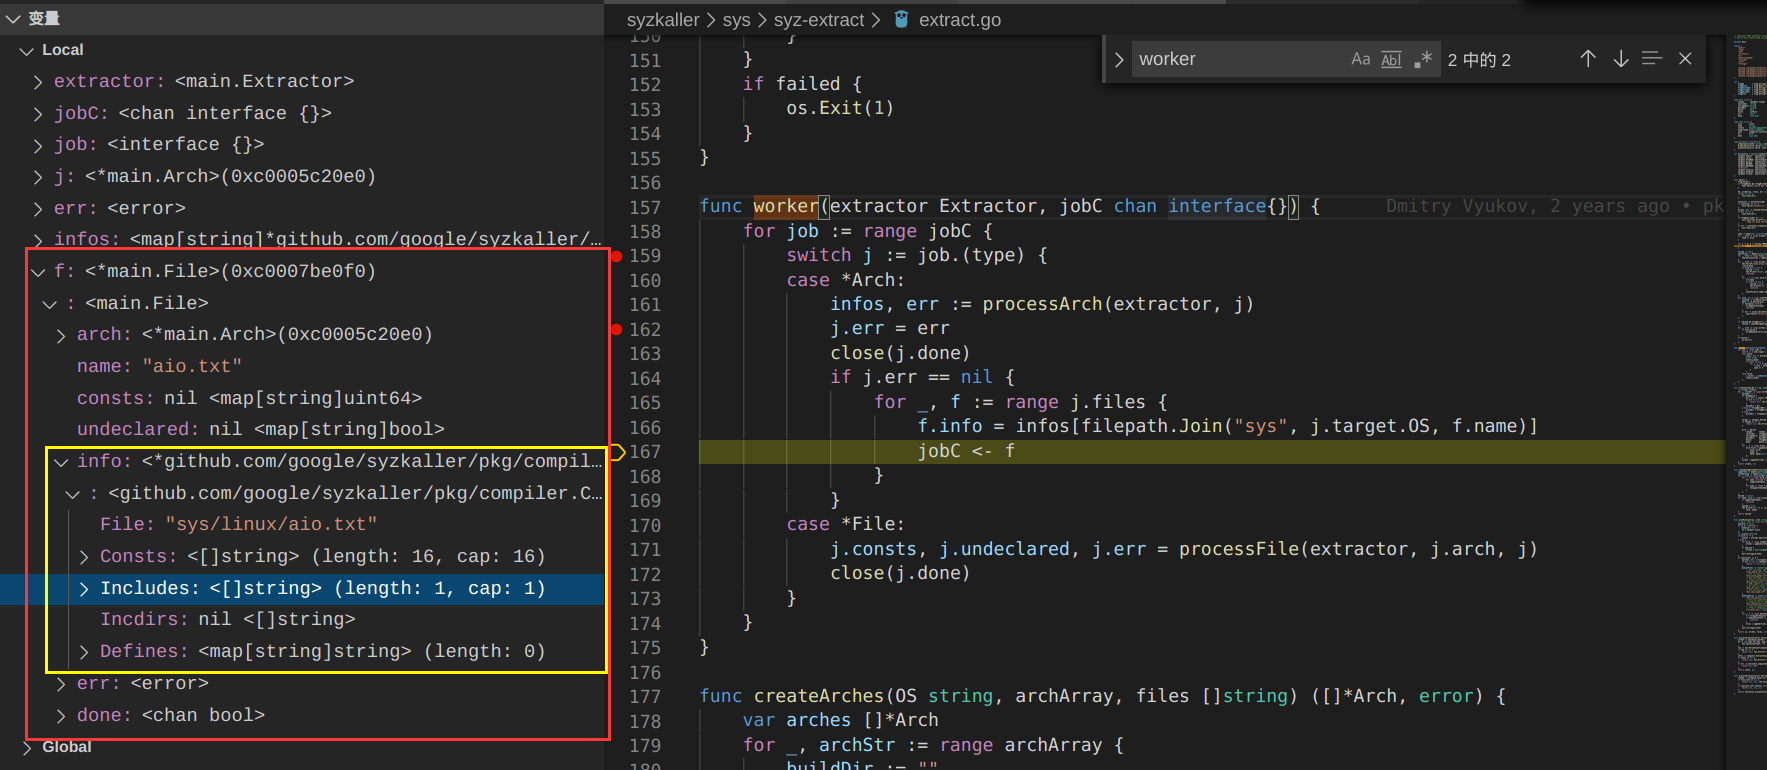 变量
Local
extractor: <main.Extractor>
jobC: <chan interface {}>
job: <interface {}>
j: <*main.Arch>(0xc0005c20e0)
err: <error>
infos: <map[string]*github.com/google/syzkaller/…
f: <*main.File>(0xc0007be0f0)
: <main.File>
arch: <*main.Arch>(0xc0005c20e0)
name: "aio.txt"
consts: nil <map[string]uint64>
undeclared: nil <map[string]bool>
info: <*github.com/google/syzkaller/pkg/compil…
: <github.com/google/syzkaller/pkg/compiler.C…
File: "sys/linux/aio.txt"
Consts: <[]string> (length: 16, cap: 16)
Includes: <[]string> (length: 1, cap: 1)
Incdirs: nil <[]string>
Defines: <map[string]string> (length: 0)
err: <error>
done: <chan bool>
Global
syzkaller > sys > syz-extract > extract.go
worker Aa Abl .* 2 中的 2
150 }
151 }
152 if failed {
153 os.Exit(1)
154 }
155 }
156
157 func worker(extractor Extractor, jobC chan interface{}) { Dmitry Vyukov, 2 years ago • pk
158 for job := range jobC {
159 switch j := job.(type) {
160 case *Arch:
161 infos, err := processArch(extractor, j)
162 j.err = err
163 close(j.done)
164 if j.err == nil {
165 for _, f := range j.files {
166 f.info = infos[filepath.Join("sys", j.target.OS, f.name)]
167 jobC <- f
168 }
169 }
170 case *File:
171 j.consts, j.undeclared, j.err = processFile(extractor, j.arch, j)
172 close(j.done)
173 }
174 }
175 }
176
177 func createArches(OS string, archArray, files []string) ([]*Arch, error) {
178 var arches []*Arch
179 for _, archStr := range archArray {
180 buildDir := ""